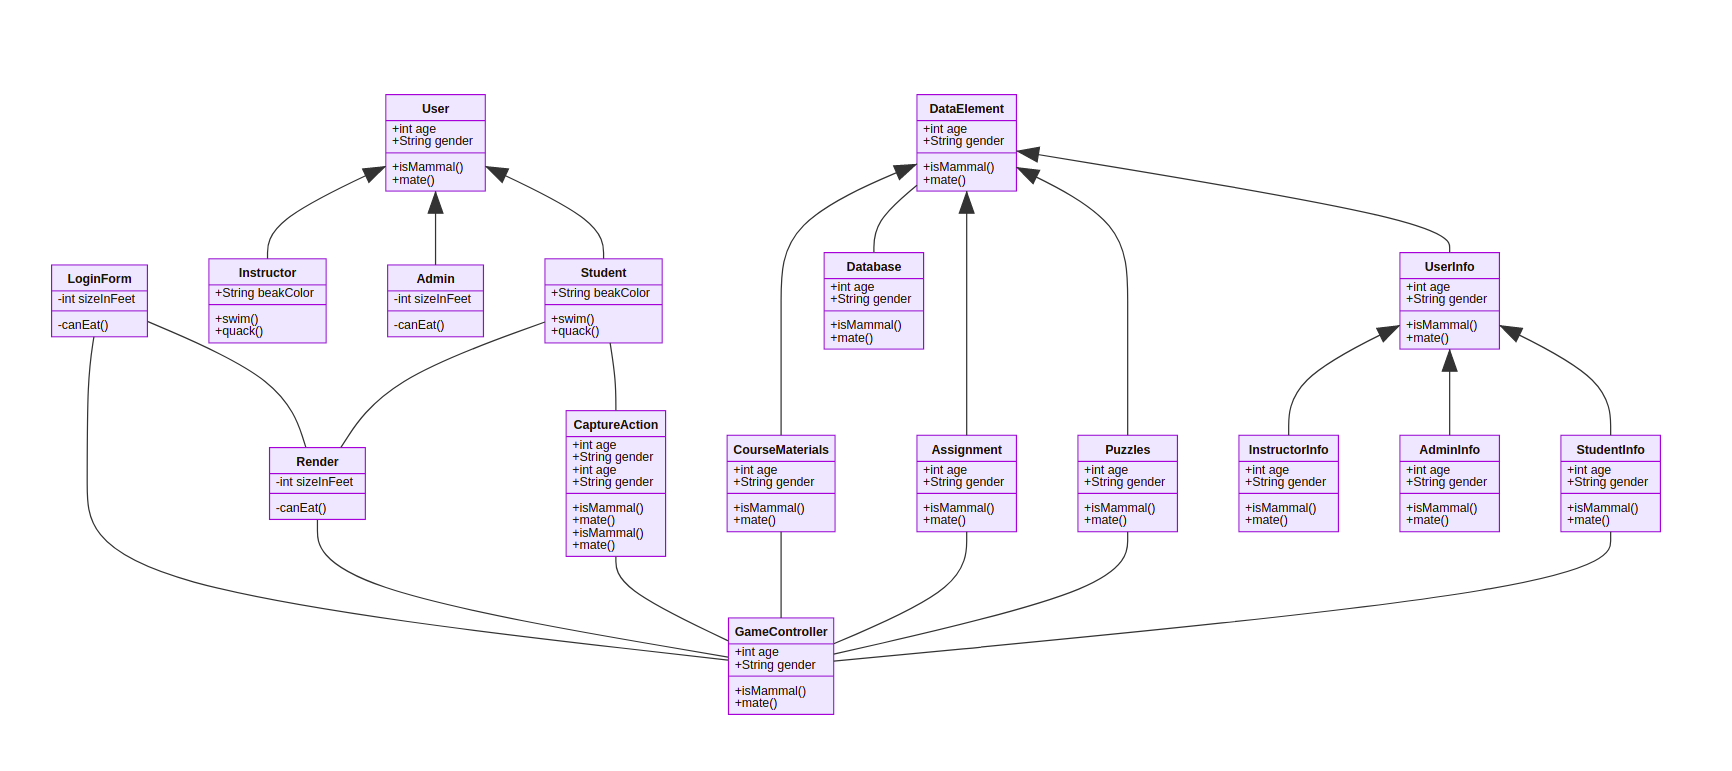 User
+int age
+String gender
+isMammal()
+mate()
DataElement
+int age
+String gender
+isMammal()
+mate()
LoginForm
-int sizeInFeet
-canEat()
Instructor
+String beakColor
+swim()
+quack()
Admin
-int sizeInFeet
-canEat()
Student
+String beakColor
+swim()
+quack()
Database
+int age
+String gender
+isMammal()
+mate()
UserInfo
+int age
+String gender
+isMammal()
+mate()
Render
-int sizeInFeet
-canEat()
CaptureAction
+int age
+String gender
+int age
+String gender
+isMammal()
+mate()
+isMammal()
+mate()
CourseMaterials
+int age
+String gender
+isMammal()
+mate()
Assignment
+int age
+String gender
+isMammal()
+mate()
Puzzles
+int age
+String gender
+isMammal()
+mate()
InstructorInfo
+int age
+String gender
+isMammal()
+mate()
AdminInfo
+int age
+String gender
+isMammal()
+mate()
StudentInfo
+int age
+String gender
+isMammal()
+mate()
GameController
+int age
+String gender
+isMammal()
+mate()